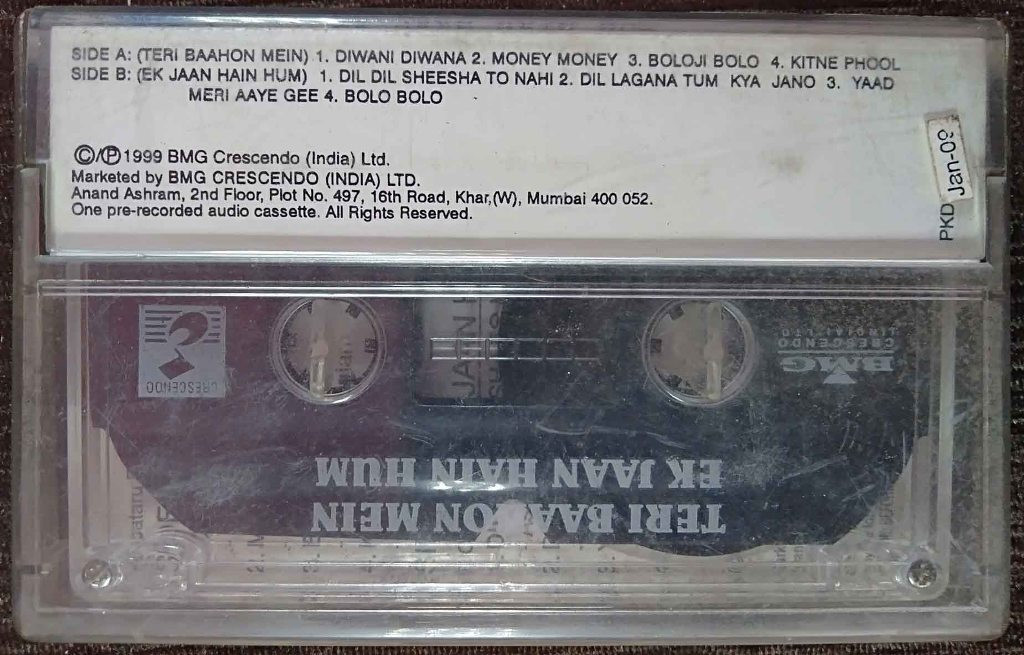 SIDE A: (TERI BAAHON MEIN) 1. DIWANI DIWANA 2. MONEY MONEY 3. BOLOJI BOLO 4. KITNE PHOOL
SIDE B: (EK JAAN HAIN HUM) 1. DIL DIL SHEESHA TO NAHI 2. DIL LAGANA TUM KYA JANO 3. YAAD
MERI AAYE GEE 4. BOLO BOLO
©/℗ 1999 BMG Crescendo (India) Ltd.
Marketed by BMG CRESCENDO (INDIA) LTD.
Anand Ashram, 2nd Floor, Plot No. 497, 16th Road, Khar,(W), Mumbai 400 052.
One pre-recorded audio cassette. All Rights Reserved.
PKD Jan-09
CRESCENDO
BMG
CRESCENDO
(INDIA) LTD
TERI BAAHON MEIN
EK JAAN HAIN HUM